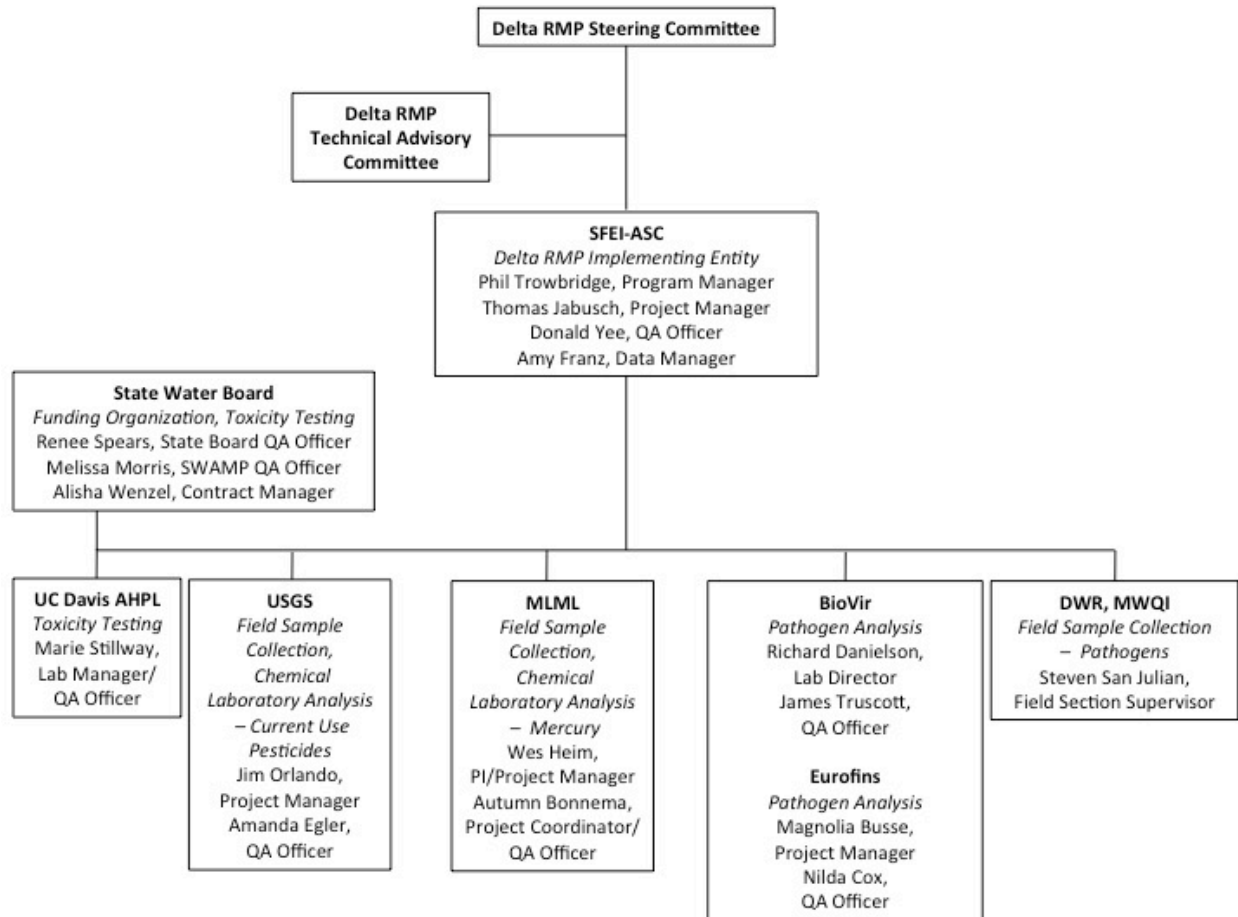 Delta RMP Steering Committee
Delta RMP
Technical Advisory
Committee
SFEI-ASC
Delta RMP Implementing Entity
Phil Trowbridge, Program Manager
Thomas Jabusch, Project Manager
Donald Yee, QA Officer
Amy Franz, Data Manager
State Water Board
Funding Organization, Toxicity Testing
Renee Spears, State Board QA Officer
Melissa Morris, SWAMP QA Officer
Alisha Wenzel, Contract Manager
UC Davis AHPL
Toxicity Testing
Marie Stillway,
Lab Manager/
QA Officer
USGS
Field Sample
Collection,
Chemical
Laboratory Analysis
– Current Use
Pesticides
Jim Orlando,
Project Manager
Amanda Egler,
QA Officer
MLML
Field Sample
Collection,
Chemical
Laboratory Analysis
– Mercury
Wes Heim,
PI/Project Manager
Autumn Bonnema,
Project Coordinator/
QA Officer
BioVir
Pathogen Analysis
Richard Danielson,
Lab Director
James Truscott,
QA Officer
Eurofins
Pathogen Analysis
Magnolia Busse,
Project Manager
Nilda Cox,
QA Officer
DWR, MWQI
Field Sample Collection
– Pathogens
Steven San Julian,
Field Section Supervisor